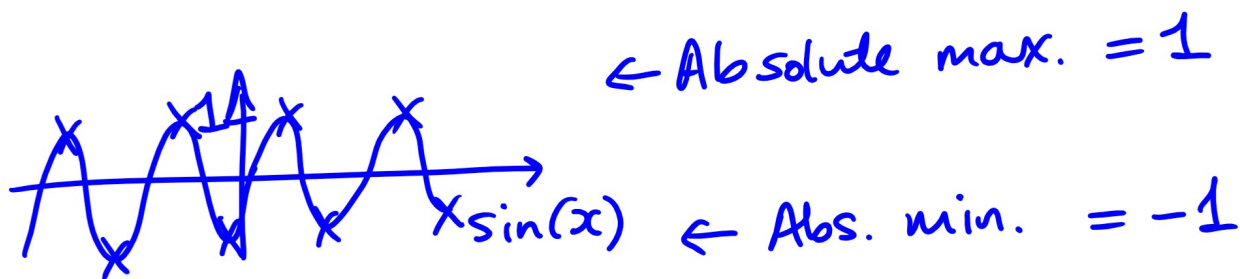 ← Absolute max. = 1
1
sin(x) ← Abs. min. = -1